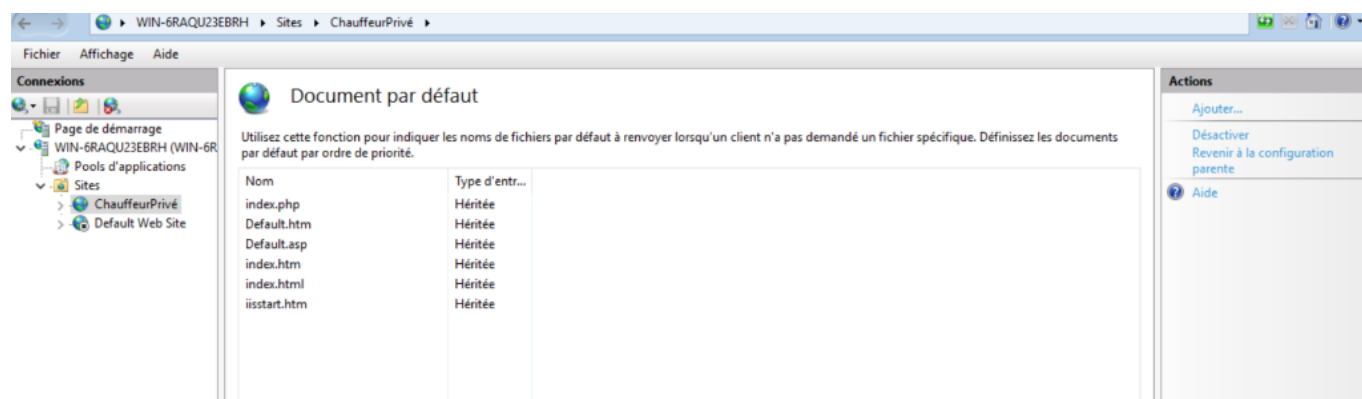 WIN-6RAQU23EBRH ▸ Sites ▸ ChauffeurPrivé ▸
Fichier Affichage Aide
Connexions
Page de démarrage
WIN-6RAQU23EBRH (WIN-6R
Pools d'applications
Sites
ChauffeurPrivé
Default Web Site
Document par défaut
Utilisez cette fonction pour indiquer les noms de fichiers par défaut à renvoyer lorsqu'un client n'a pas demandé un fichier spécifique. Définissez les documents
par défaut par ordre de priorité.
Nom Type d'entr...
index.php Héritée
Default.htm Héritée
Default.asp Héritée
index.htm Héritée
index.html Héritée
iisstart.htm Héritée
Actions
Ajouter...
Désactiver
Revenir à la configuration
parente
Aide